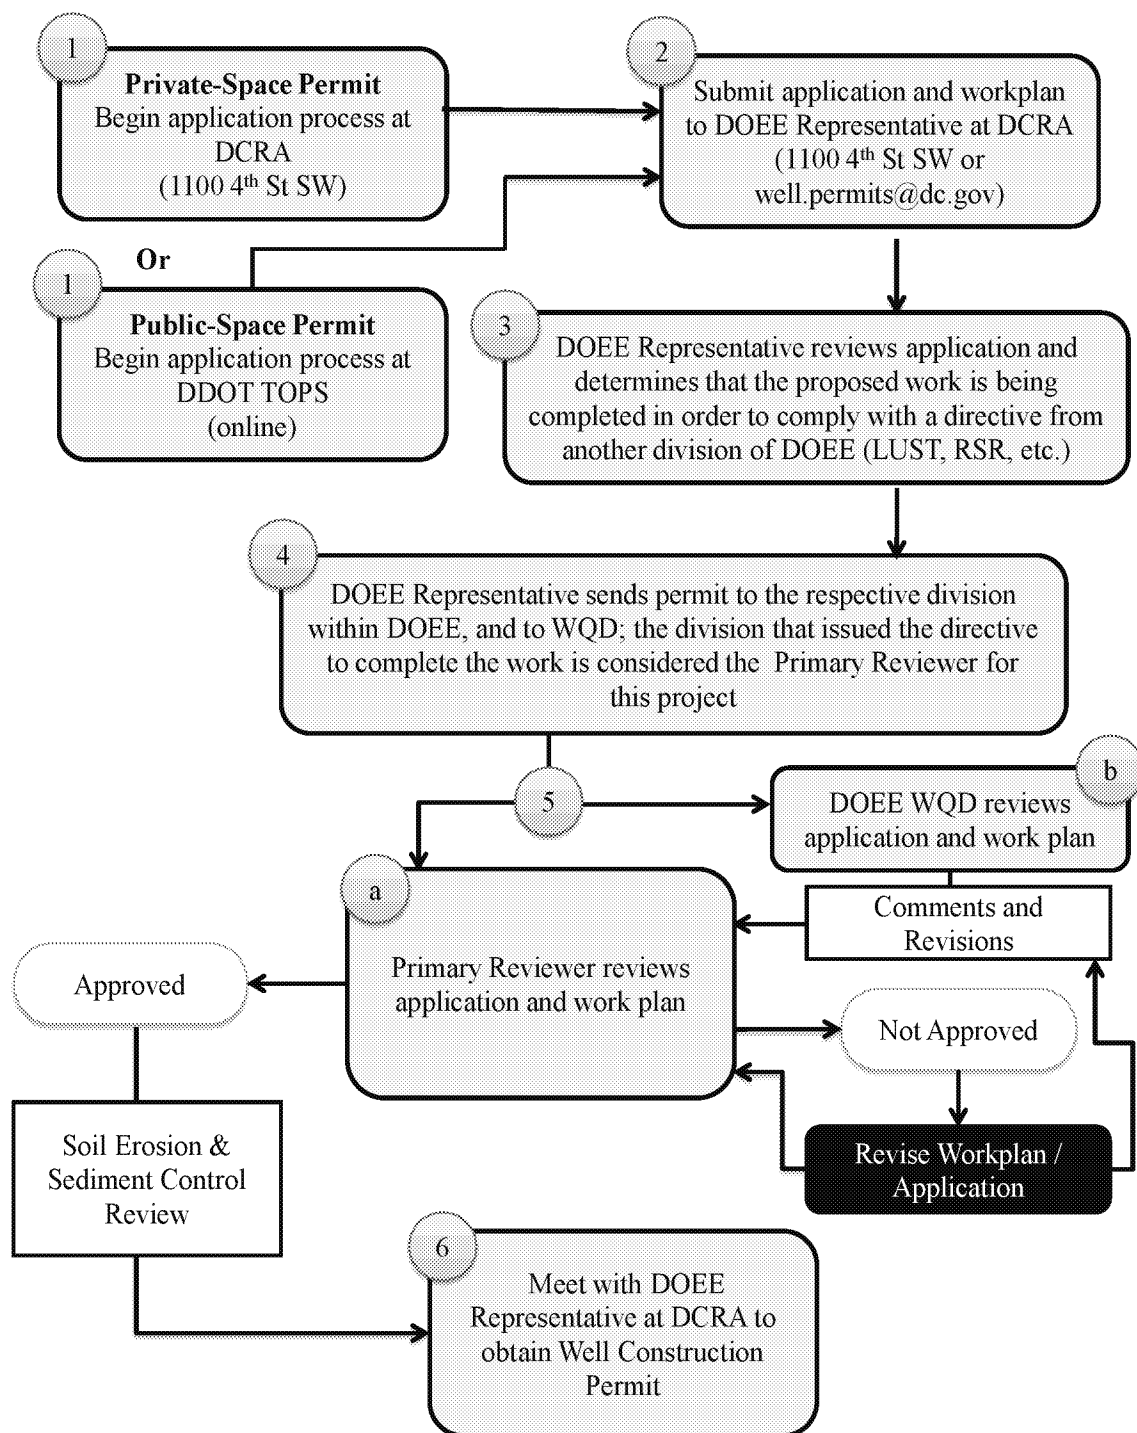 1
Private-Space Permit
Begin application process at
DCRA
(1100 4th St SW)
Or
1
Public-Space Permit
Begin application process at
DDOT TOPS
(online)
2
Submit application and workplan
to DOEE Representative at DCRA
(1100 4th St SW or
well.permits@dc.gov)
3
DOEE Representative reviews application and
determines that the proposed work is being
completed in order to comply with a directive from
another division of DOEE (LUST, RSR, etc.)
4
DOEE Representative sends permit to the respective division
within DOEE, and to WQD; the division that issued the directive
to complete the work is considered the Primary Reviewer for
this project
5
b
DOEE WQD reviews
application and work plan
Comments and
Revisions
a
Primary Reviewer reviews
application and work plan
Approved
Not Approved
Revise Workplan /
Application
Soil Erosion &
Sediment Control
Review
6
Meet with DOEE
Representative at DCRA to
obtain Well Construction
Permit